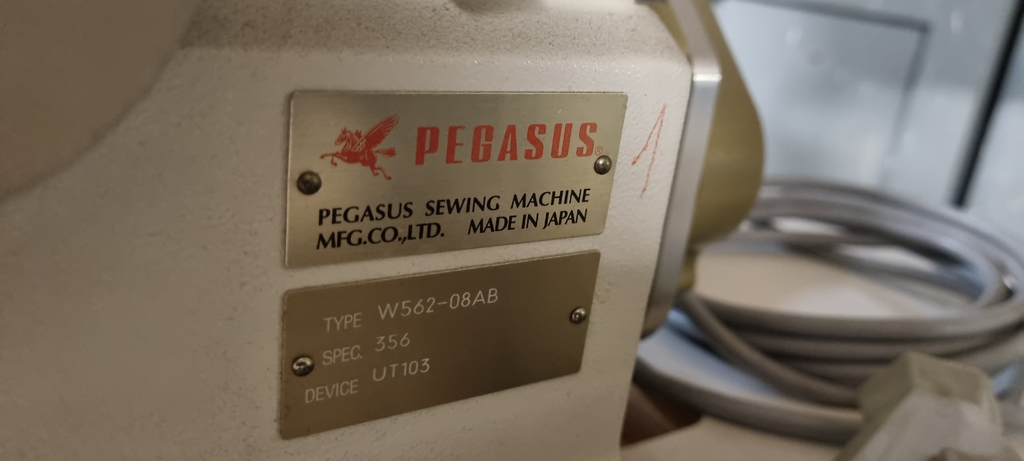 PEGASUS®
PEGASUS SEWING MACHINE
MFG.CO.,LTD. MADE IN JAPAN
1
TYPE W562-08AB
SPEC. 356
DEVICE UT103